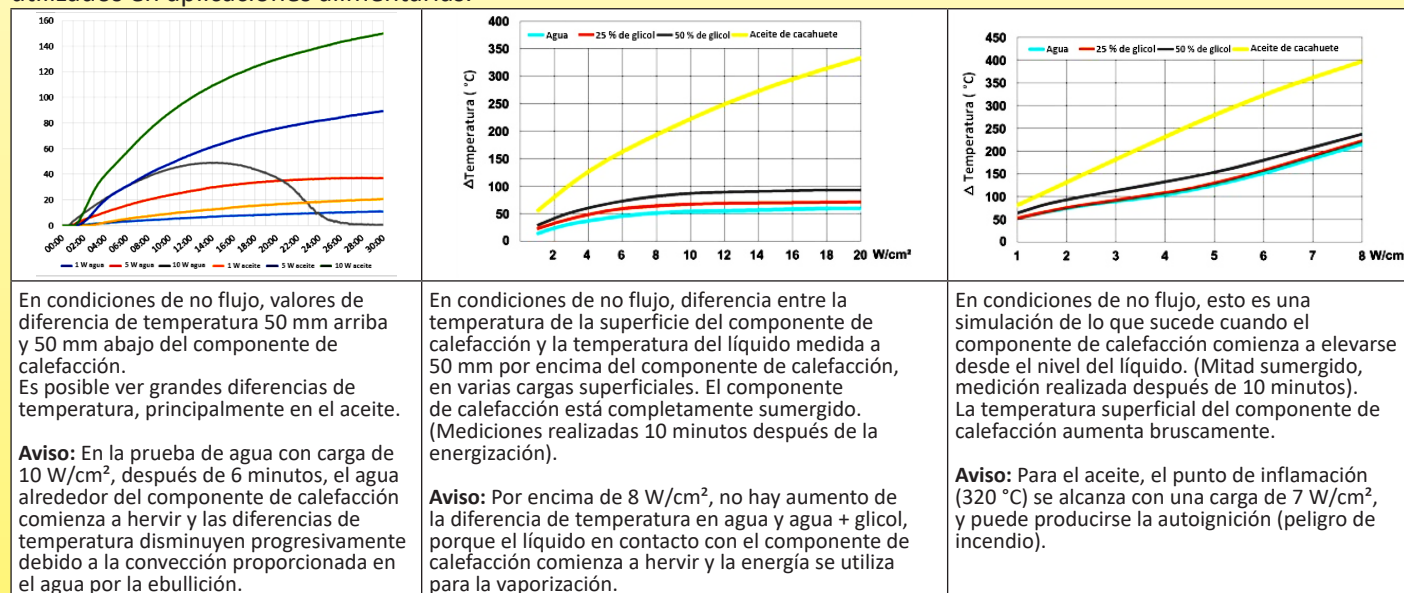 utilizados en aplicaciones alimentarias.
160
140
120
100
80
60
40
20
0
00:00 02:00 04:00 06:00 08:00 10:00 12:00 14:00 16:00 18:00 20:00 22:00 24:00 26:00 28:00 30:00
1 W agua 5 W agua 10 W agua 1 W aceite 5 W aceite 10 W aceite
400
350
300
250
200
150
100
50
0
Agua 25 % de glicol 50 % de glicol Aceite de cacahuete
ΔTemperatura ( °C)
2 4 6 8 10 12 14 16 18 20 W/cm²
450
400
350
300
250
200
150
100
50
0
Agua 25 % de glicol 50 % de glicol Aceite de cacahuete
Δ Temperatura ( °C)
1 2 3 4 5 6 7 8 W/cm
En condiciones de no flujo, valores de
diferencia de temperatura 50 mm arriba
y 50 mm abajo del componente de
calefacción.
Es posible ver grandes diferencias de
temperatura, principalmente en el aceite.
Aviso: En la prueba de agua con carga de
10 W/cm², después de 6 minutos, el agua
alrededor del componente de calefacción
comienza a hervir y las diferencias de
temperatura disminuyen progresivamente
debido a la convección proporcionada en
el agua por la ebullición.
En condiciones de no flujo, diferencia entre la
temperatura de la superficie del componente de
calefacción y la temperatura del líquido medida a
50 mm por encima del componente de calefacción,
en varias cargas superficiales. El componente
de calefacción está completamente sumergido.
(Mediciones realizadas 10 minutos después de la
energización).
Aviso: Por encima de 8 W/cm², no hay aumento de
la diferencia de temperatura en agua y agua + glicol,
porque el líquido en contacto con el componente de
calefacción comienza a hervir y la energía se utiliza
para la vaporización.
En condiciones de no flujo, esto es una
simulación de lo que sucede cuando el
componente de calefacción comienza a elevarse
desde el nivel del líquido. (Mitad sumergido,
medición realizada después de 10 minutos).
La temperatura superficial del componente de
calefacción aumenta bruscamente.
Aviso: Para el aceite, el punto de inflamación
(320 °C) se alcanza con una carga de 7 W/cm²,
y puede producirse la autoignición (peligro de
incendio).